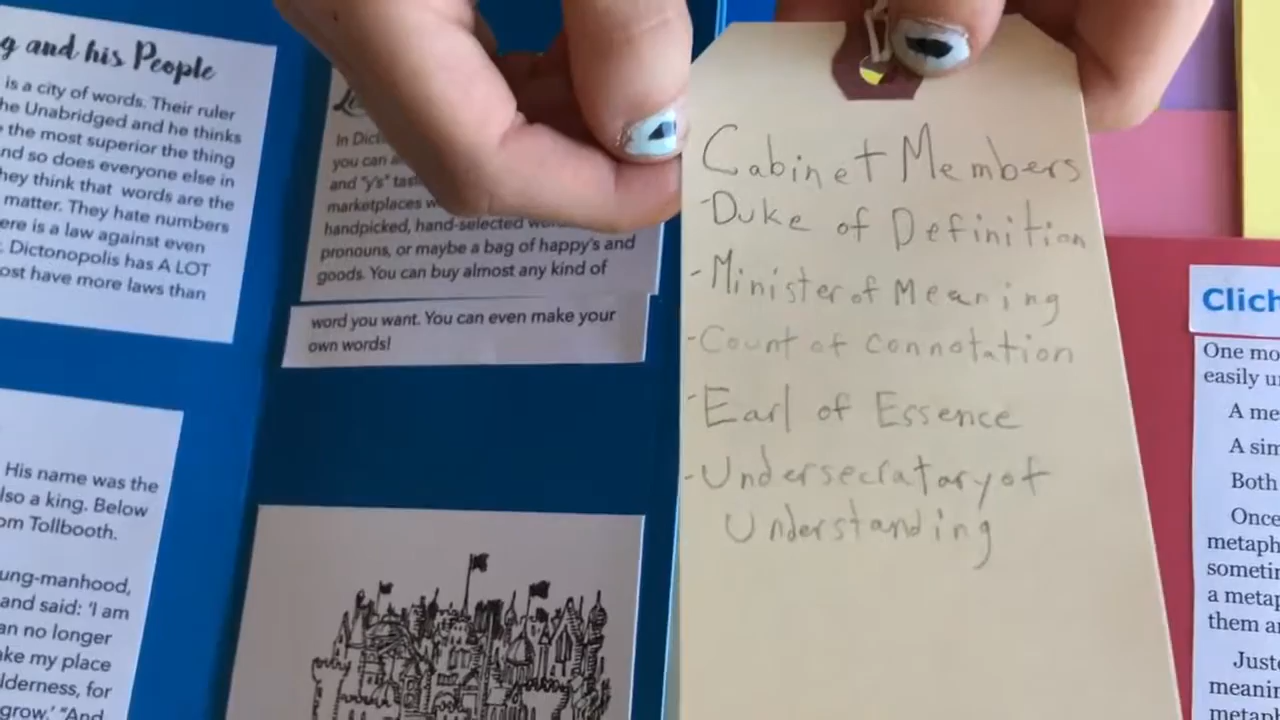 g and his People
is a city of words. Their ruler
he Unabridged and he thinks
the most superior the thing
nd so does everyone else in
hey think that words are the
matter. They hate numbers
ere is a law against even
Dictonopolis has A LOT
ost have more laws than
His name was the
lso a king. Below
om Tollbooth.
ung-manhood,
and said: 'I am
an no longer
ake my place
lderness, for
grow.' "And
In Dict
you can
and "y's" tast
marketplaces w
handpicked, hand-selected
pronouns, or maybe a bag of happy's and
goods. You can buy almost any kind of
word you want. You can even make your
own words!
Cabinet Members
-Duke of Definition
-Minister of Meaning
-Count of Connotation
-Earl of Essence
-Undersecratary of
Understanding
Clich
One mo
easily u
A me
A sim
Both
Once
metaph
sometin
a metap
them a
Juste
meanin
metaph